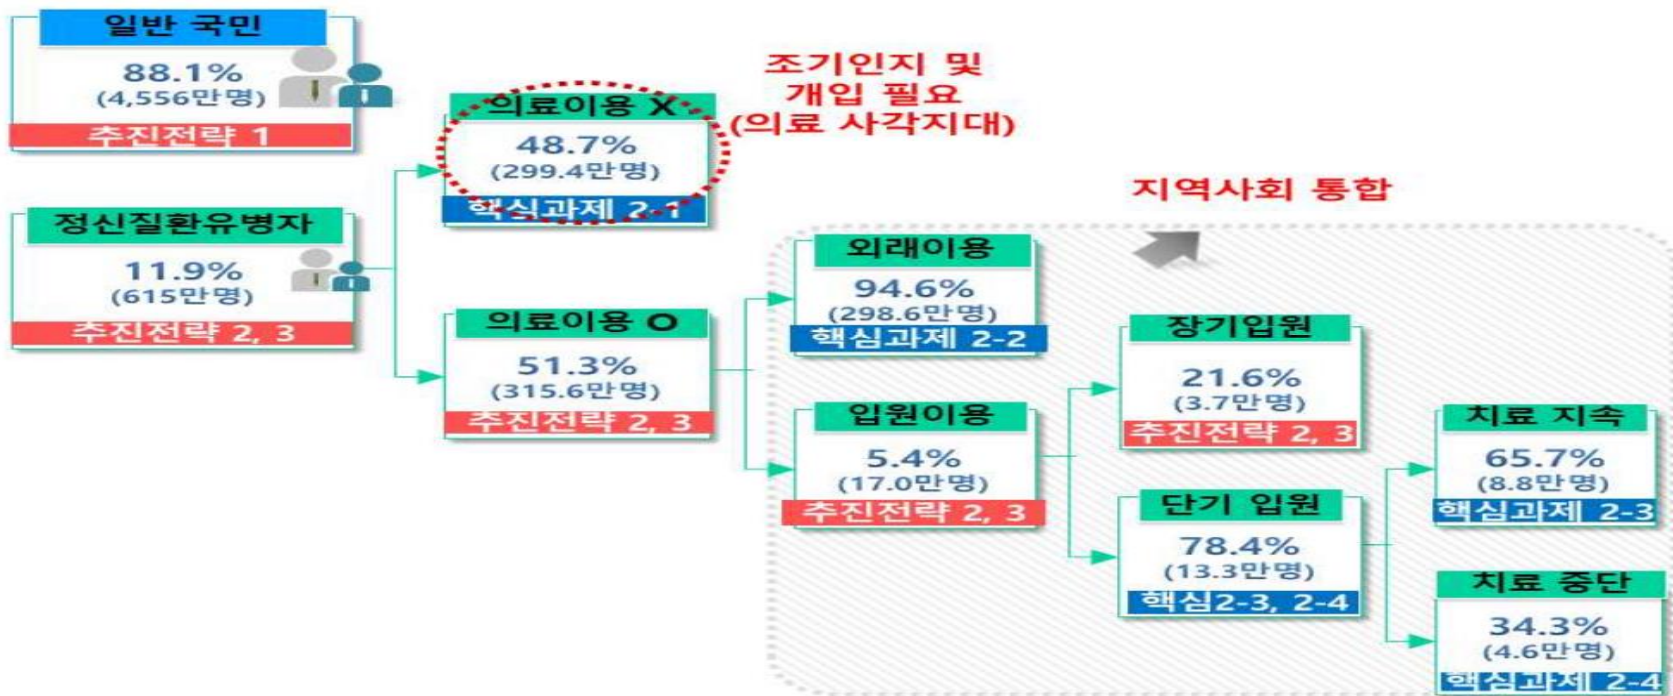 일반 국민
88.1%
(4,556만명)
추진전략 1
정신질환유병자
11.9%
(615만명)
추진전략 2, 3
의료이용 X
48.7%
(299.4만명)
핵심과제 2-1
조기인지 및
개입 필요
(의료 사각지대)
의료이용 O
51.3%
(315.6만명)
추진전략 2, 3
지역사회 통합
외래이용
94.6%
(298.6만명)
핵심과제 2-2
입원이용
5.4%
(17.0만명)
추진전략 2, 3
장기입원
21.6%
(3.7만명)
추진전략 2, 3
단기 입원
78.4%
(13.3만명)
핵심2-3, 2-4
치료 지속
65.7%
(8.8만명)
핵심과제 2-3
치료 중단
34.3%
(4.6만명)
핵심과제 2-4